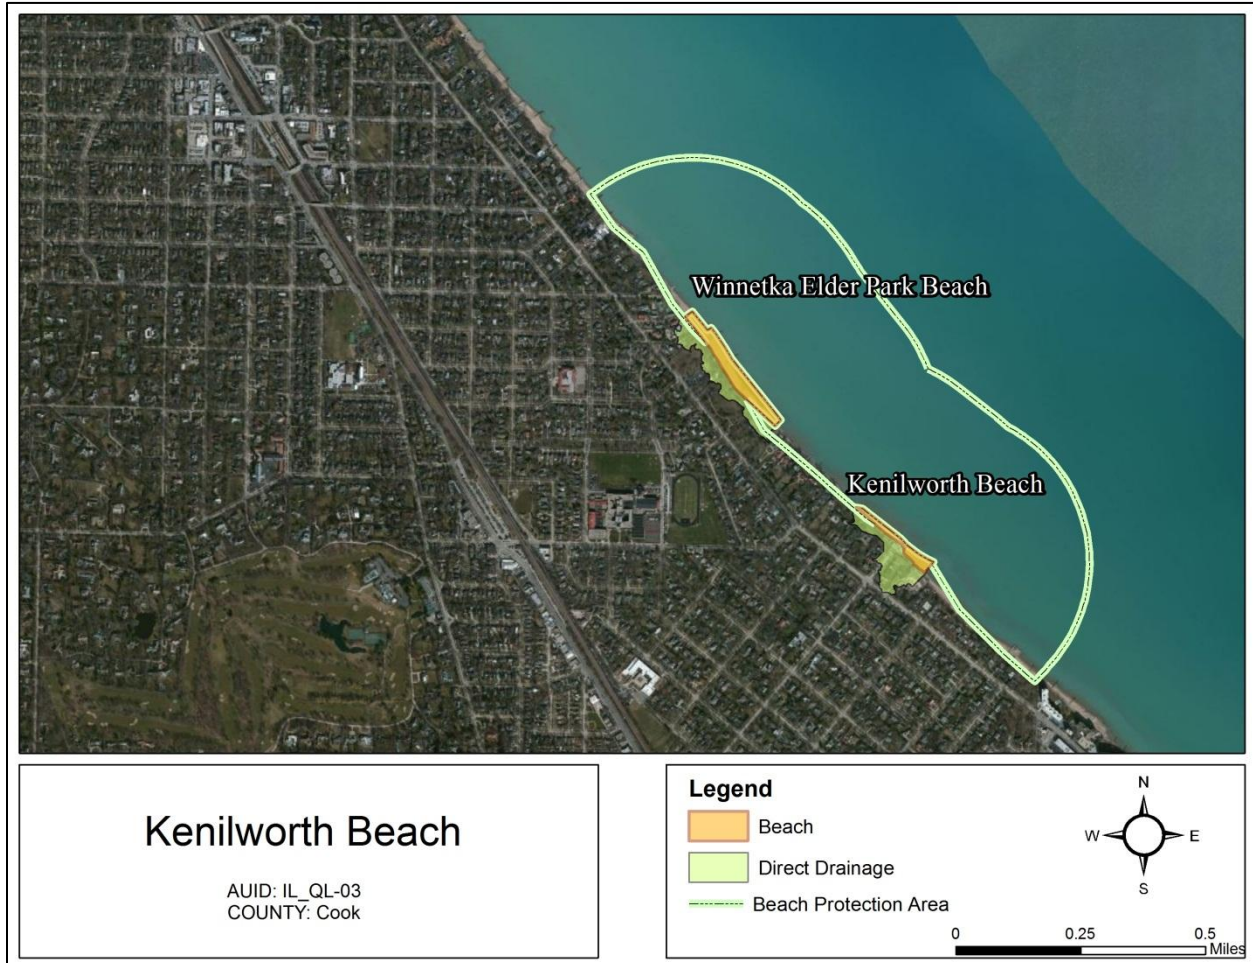 Winnetka Elder Park Beach
Kenilworth Beach
Kenilworth Beach
AUID: IL_QL-03
COUNTY: Cook
Legend
Beach
Direct Drainage
Beach Protection Area
N
W E
S
0 0.25 0.5
Miles